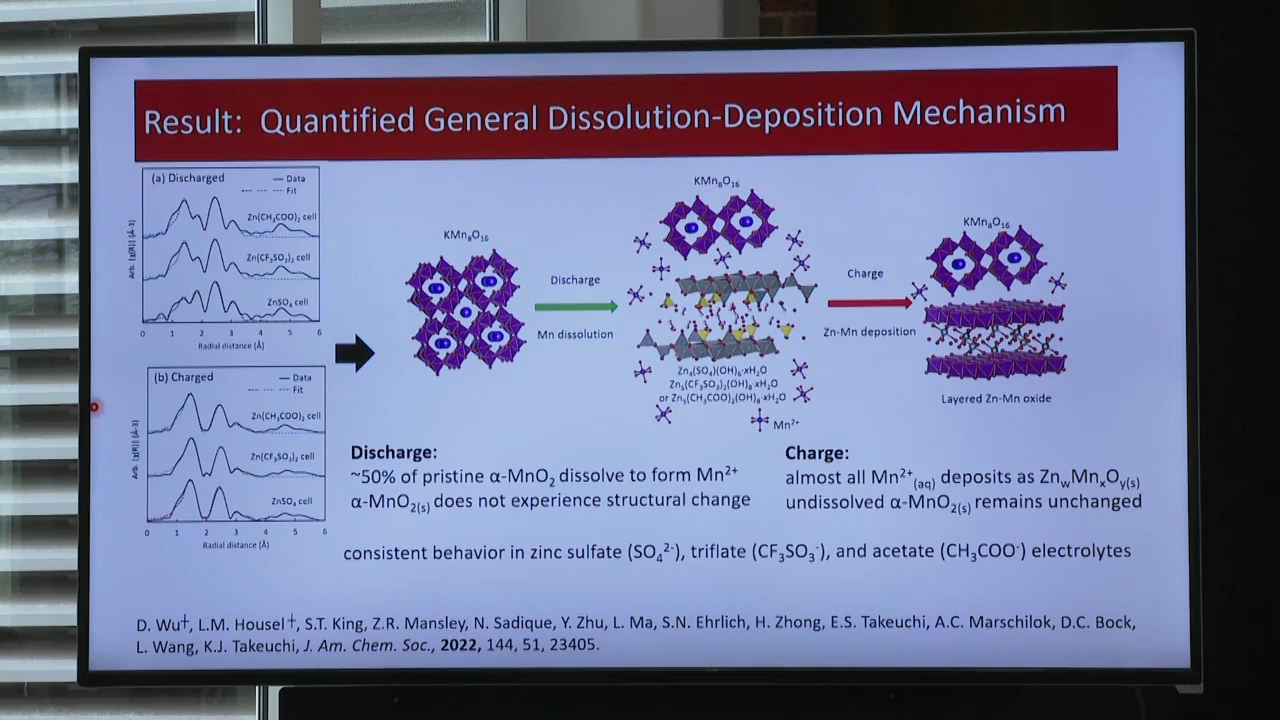 Result: Quantified General Dissolution-Deposition Mechanism
(a) Discharged
Data
Fit
Zn(CH₃COO)₂ cell
Zn(CF₃SO₃)₂ cell
ZnSO₄ cell
Arb. |χ(R)| (Å-3)
0 1 2 3 4 5 6
Radial distance (Å)
(b) Charged
Data
Fit
Zn(CH₃COO)₂ cell
Zn(CF₃SO₃)₂ cell
ZnSO₄ cell
Arb. |χ(R)| (Å-3)
0 1 2 3 4 5 6
Radial distance (Å)
KMn₈O₁₆
Discharge
Mn dissolution
KMn₈O₁₆
Zn₄(SO₄)(OH)₆·xH₂O
Zn₅(CF₃SO₃)₂(OH)₈·xH₂O
or Zn₅(CH₃COO)₂(OH)₈·xH₂O
Mn²⁺
Charge
Zn-Mn deposition
KMn₈O₁₆
Layered Zn-Mn oxide
Discharge:
~50% of pristine α-MnO₂ dissolve to form Mn²⁺
α-MnO₂₍ₛ₎ does not experience structural change
Charge:
almost all Mn²⁺(aq) deposits as ZnwMnxOy(s)
undissolved α-MnO₂₍ₛ₎ remains unchanged
consistent behavior in zinc sulfate (SO₄²⁻), triflate (CF₃SO₃⁻), and acetate (CH₃COO⁻) electrolytes
D. Wu†, L.M. Housel†, S.T. King, Z.R. Mansley, N. Sadique, Y. Zhu, L. Ma, S.N. Ehrlich, H. Zhong, E.S. Takeuchi, A.C. Marschilok, D.C. Bock,
L. Wang, K.J. Takeuchi, J. Am. Chem. Soc., 2022, 144, 51, 23405.